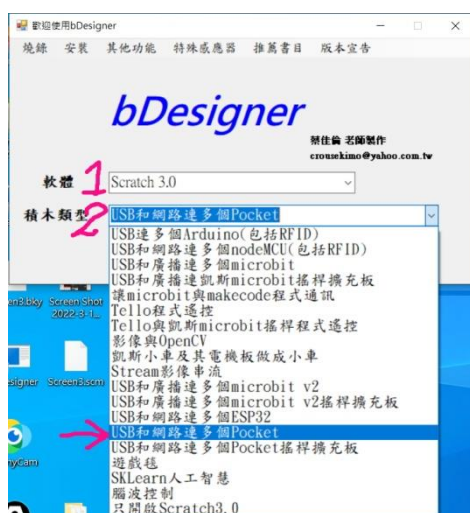 歡迎使用bDesigner
燒錄 安裝 其他功能 特殊感應器 推薦書目 版本宣告
bDesigner
蔡佳倫 老師製作
crousekimo@yahoo.com.tw
軟體 1 Scratch 3.0
積木類型 2 USB和網路連多個Pocket
USB連多個Arduino(包括RFID)
USB和網路連多個nodeMCU(包括RFID)
USB和廣播連多個microbit
USB和廣播連凱斯microbit搖桿擴充板
讓microbit與makecode程式通訊
Tello程式遙控
Tello與凱斯microbit搖桿程式遙控
影像與OpenCV
凱斯小車及其電機板做成小車
Stream影像串流
USB和廣播連多個microbit v2
USB和廣播連多個microbit v2搖桿擴充板
USB和網路連多個ESP32
USB和網路連多個Pocket
USB和網路連多個Pocket搖桿擴充板
遊戲毯
SKLearn人工智慧
腦波控制
只開啟Scratch3.0
en3.bky Screen Shot
2022-3-1_
esigner Screen3.scm
nyCam